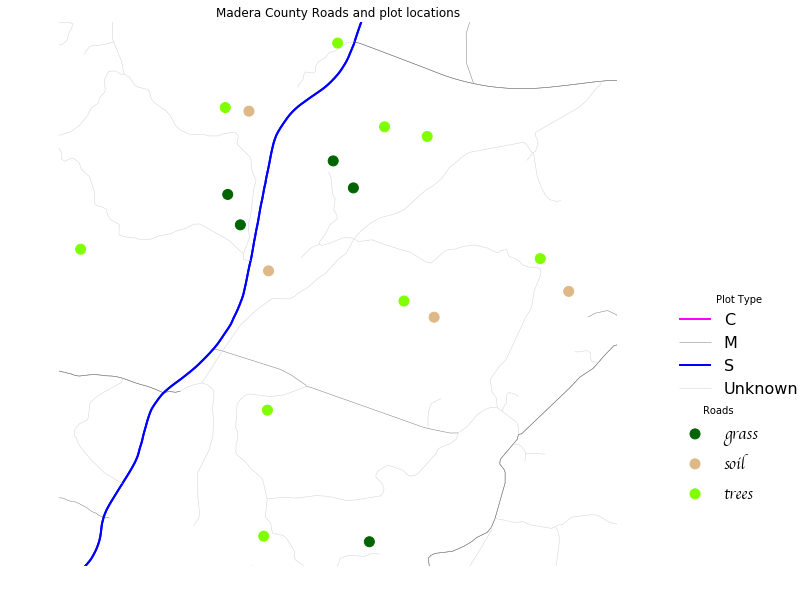 Madera County Roads and plot locations
Plot Type
C
M
S
Unknown
Roads
grass
soil
trees